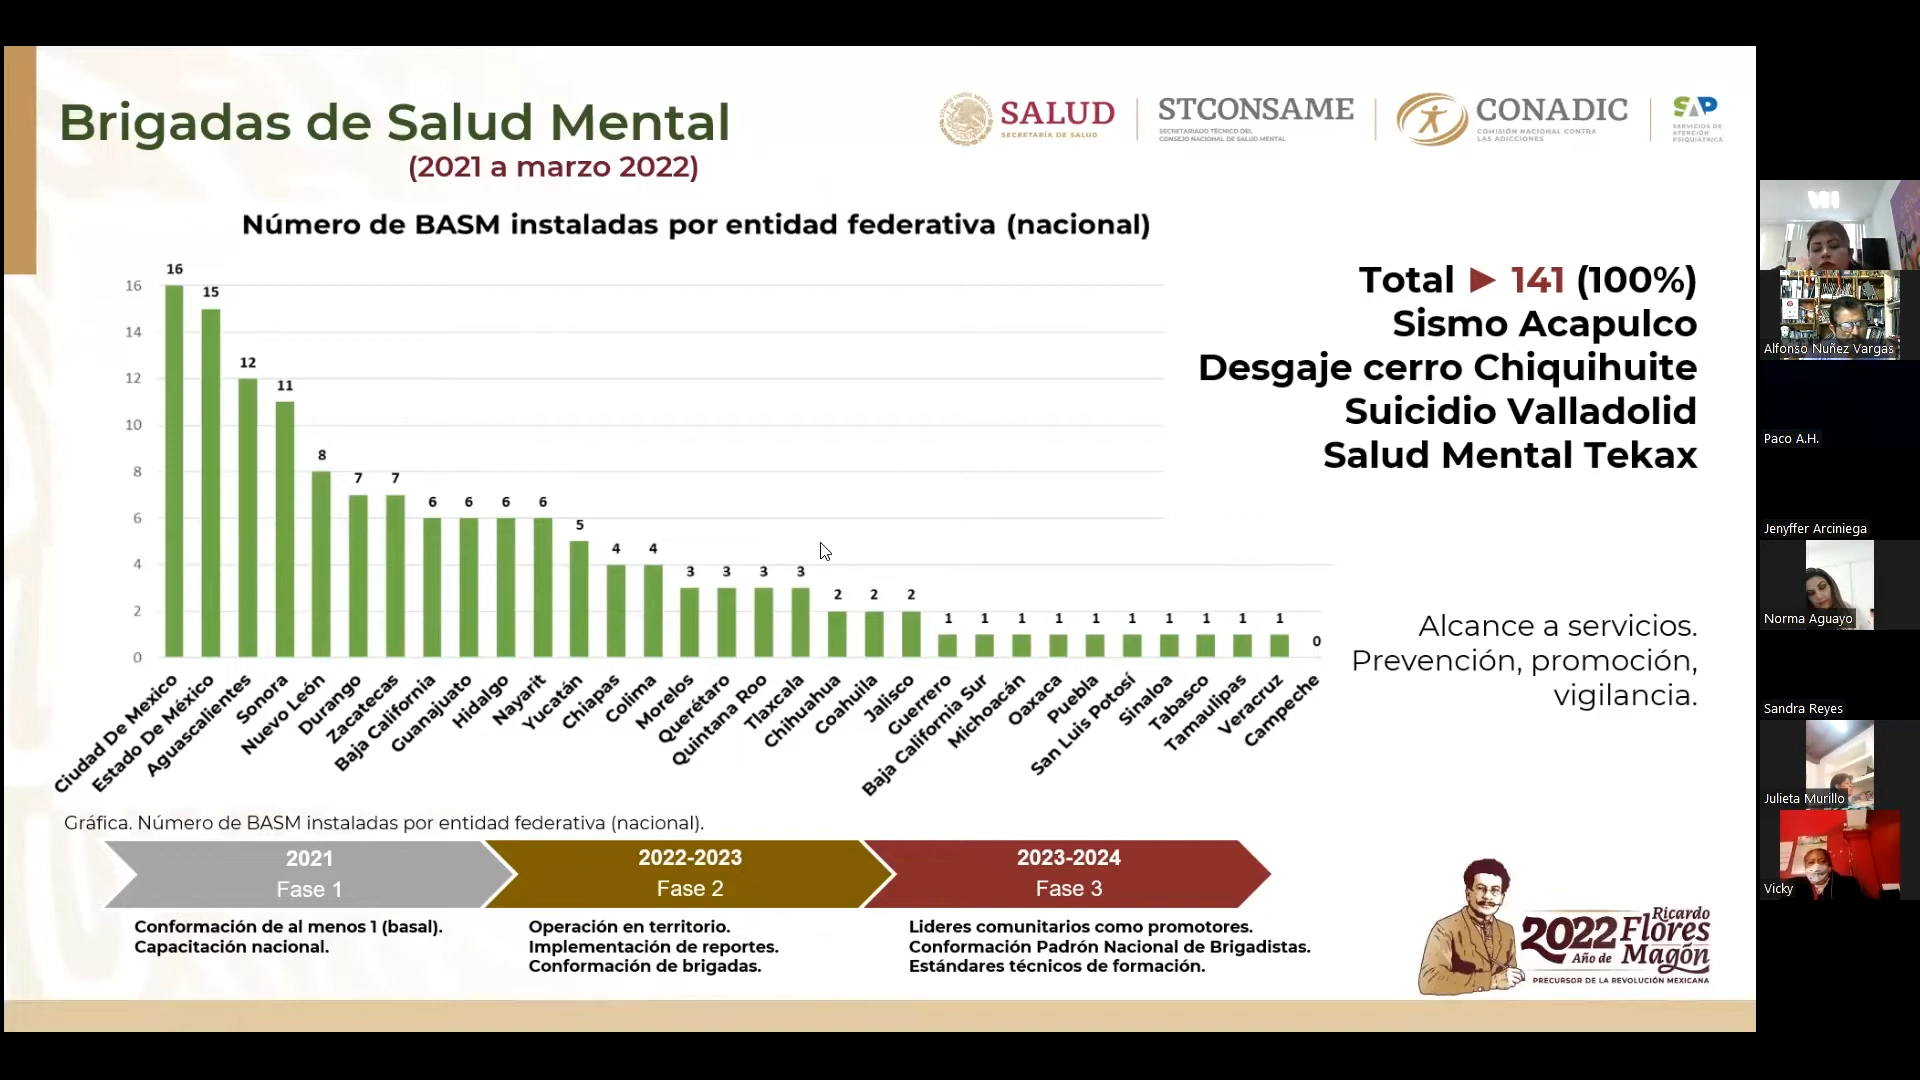 Brigadas de Salud Mental
(2021 a marzo 2022)
SALUD
SECRETARÍA DE SALUD
STCONSAME
SECRETARIADO TÉCNICO DEL
CONSEJO NACIONAL DE SALUD MENTAL
CONADIC
COMISIÓN NACIONAL CONTRA
LAS ADICCIONES
SAP
SERVICIOS DE
ATENCIÓN
PSIQUIÁTRICA
Número de BASM instaladas por entidad federativa (nacional)
16
14
12
10
8
6
4
2
0
16
15
12
11
8
7
7
6
6
6
6
5
4
4
3
3
3
3
2
2
2
1
1
1
1
1
1
1
1
1
1
0
Ciudad De Mexico
Estado De México
Aguascalientes
Sonora
Nuevo León
Durango
Zacatecas
Baja California
Guanajuato
Hidalgo
Nayarit
Yucatán
Chiapas
Colima
Morelos
Querétaro
Quintana Roo
Tlaxcala
Chihuahua
Coahuila
Jalisco
Guerrero
Baja California Sur
Michoacán
Oaxaca
Puebla
San Luis Potosí
Sinaloa
Tabasco
Tamaulipas
Veracruz
Campeche
Total ► 141 (100%)
Sismo Acapulco
Desgaje cerro Chiquihuite
Suicidio Valladolid
Salud Mental Tekax
Alcance a servicios.
Prevención, promoción,
vigilancia.
Gráfica. Número de BASM instaladas por entidad federativa (nacional).
2021
Fase 1
2022-2023
Fase 2
2023-2024
Fase 3
Conformación de al menos 1 (basal).
Capacitación nacional.
Operación en territorio.
Implementación de reportes.
Conformación de brigadas.
Lideres comunitarios como promotores.
Conformación Padrón Nacional de Brigadistas.
Estándares técnicos de formación.
2022 Ricardo
Flores
Año de Magón
PRECURSOR DE LA REVOLUCIÓN MEXICANA
Alfonso Nuñez Vargas
Paco A.H.
Jenyffer Arciniega
Norma Aguayo
Sandra Reyes
Julieta Murillo
Vicky